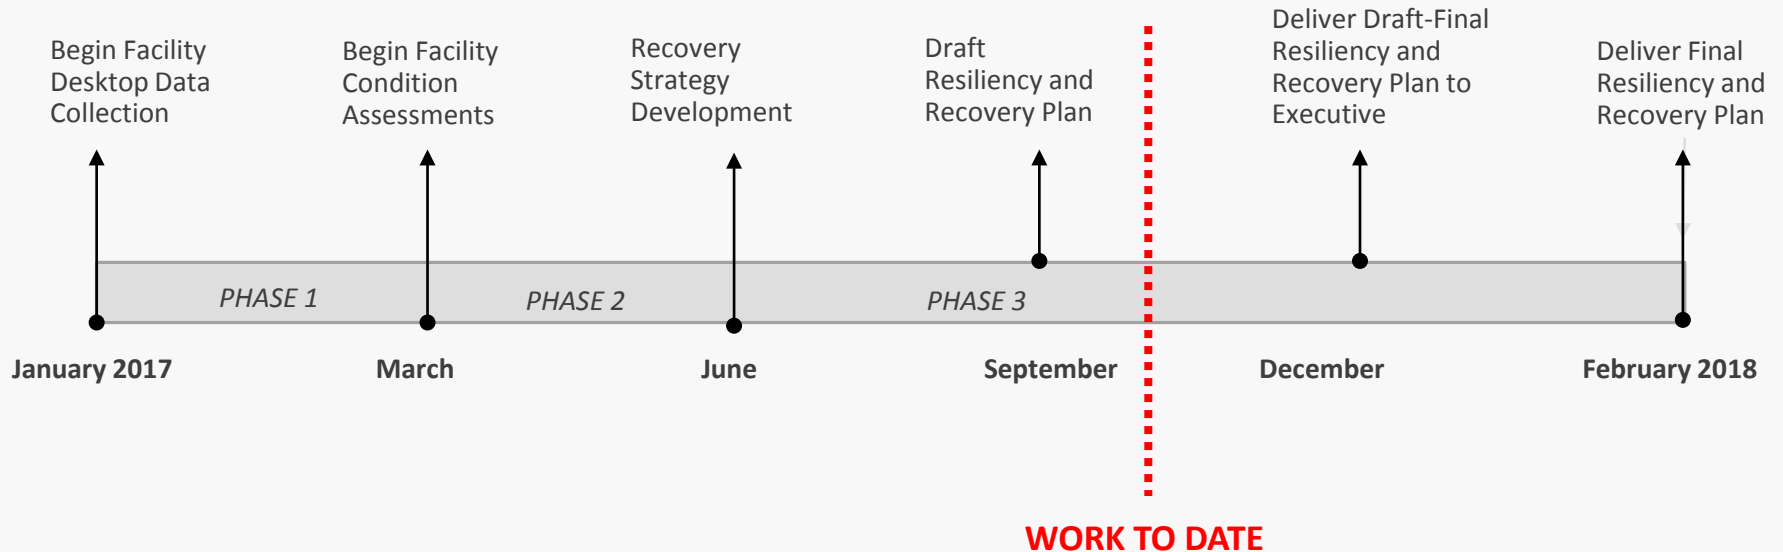 Begin Facility
Desktop Data
Collection
Begin Facility
Condition
Assessments
Recovery
Strategy
Development
Draft
Resiliency and
Recovery Plan
Deliver Draft-Final
Resiliency and
Recovery Plan to
Executive
Deliver Final
Resiliency and
Recovery Plan
PHASE 1
PHASE 2
PHASE 3
January 2017
March
June
September
December
February 2018
WORK TO DATE